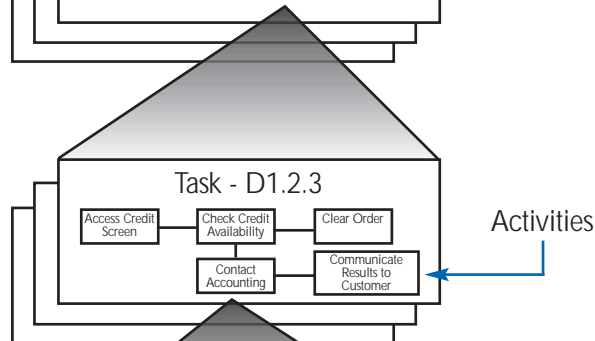 Task - D1.2.3
Access Credit
Screen
Check Credit
Availability
Clear Order
Contact
Accounting
Communicate
Results to
Customer
Activities